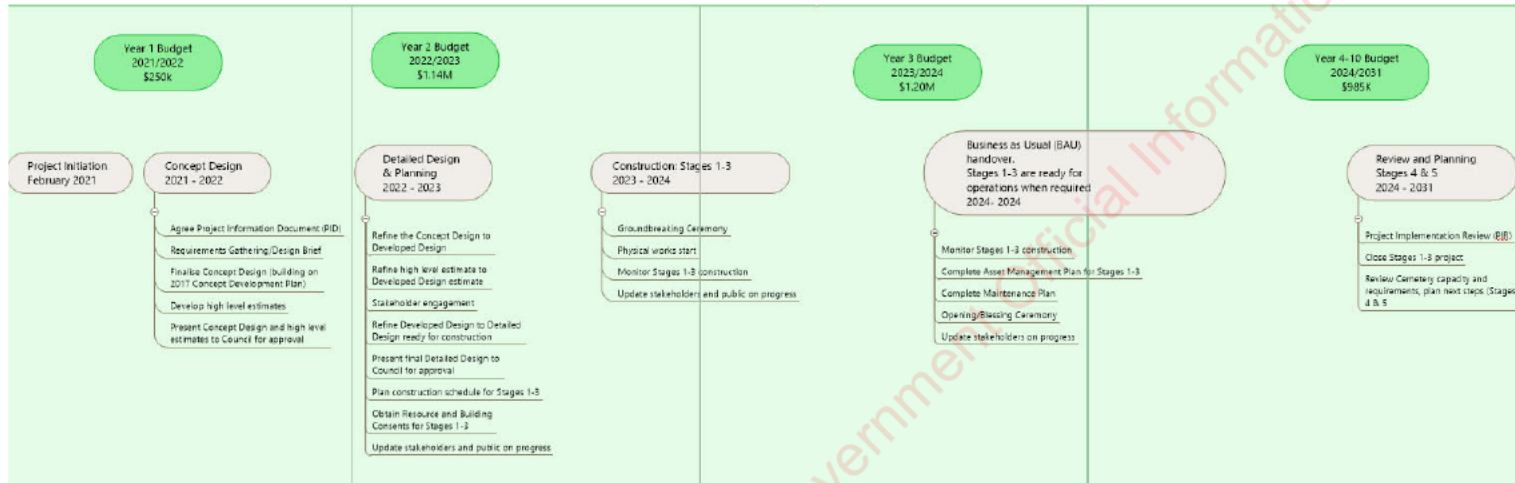 Year 1 Budget
2021/2022
$250k
Year 2 Budget
2022/2023
$1.14M
Year 3 Budget
2023/2024
$1.20M
Year 4-10 Budget
2024/2031
$985K
Project Initiation
February 2021
Concept Design
2021 - 2022
Agree Project Information Document (PID)
Requirements Gathering/Design Brief
Finalise Concept Design (building on
2017 Concept Development Plan)
Develop high level estimates
Present Concept Design and high level
estimates to Council for approval
Detailed Design
& Planning
2022 - 2023
Refine the Concept Design to
Developed Design
Refine high level estimate to
Developed Design estimate
Stakeholder engagement
Refine Developed Design to Detailed
Design ready for construction
Present final Detailed Design to
Council for approval
Plan construction schedule for Stages 1-3
Obtain Resource and Building
Consents for Stages 1-3
Update stakeholders and public on progress
Construction: Stages 1-3
2023 - 2024
Groundbreaking Ceremony
Physical works start
Monitor Stages 1-3 construction
Update stakeholders and public on progress
Business as Usual (BAU)
handover.
Stages 1-3 are ready for
operations when required
2024- 2024
Monitor Stages 1-3 construction
Complete Asset Management Plan for Stages 1-3
Complete Maintenance Plan
Opening/Blessing Ceremony
Update stakeholders on progress
Review and Planning
Stages 4 & 5
2024 - 2031
Project Implementation Review (PIR)
Close Stages 1-3 project
Review Cemetery capacity and
requirements, plan next steps (Stages
4 & 5
vernment Official Informatic